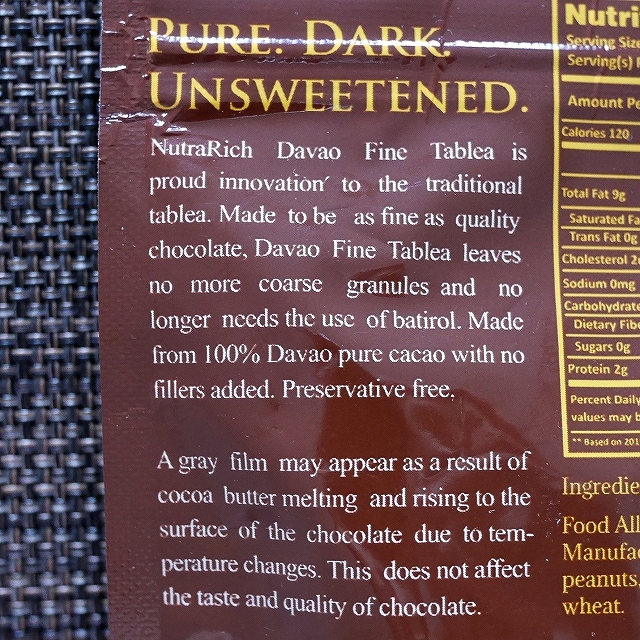 PURE. DARK.
UNSWEETENED.
NutraRich Davao Fine Tablea is
proud innovation to the traditional
tablea. Made to be as fine as quality
chocolate, Davao Fine Tablea leaves
no more coarse granules and no
longer needs the use of batirol. Made
from 100% Davao pure cacao with no
fillers added. Preservative free.
A gray film may appear as a result of
cocoa butter melting and rising to the
surface of the chocolate due to tem-
perature changes. This does not affect
the taste and quality of chocolate.
Nutri
Serving Size
Serving(s) P
Amount Pe
Calories 120
Total Fat 9g
Saturated Fa
Trans Fat 0g
Cholesterol 2m
Sodium 0mg
Carbohydrat
Dietary Fibe
Sugars 0g
Protein 2g
Percent Daily
values may b
** Based on 201
Ingredie
Food All
Manufac
peanuts,
wheat.